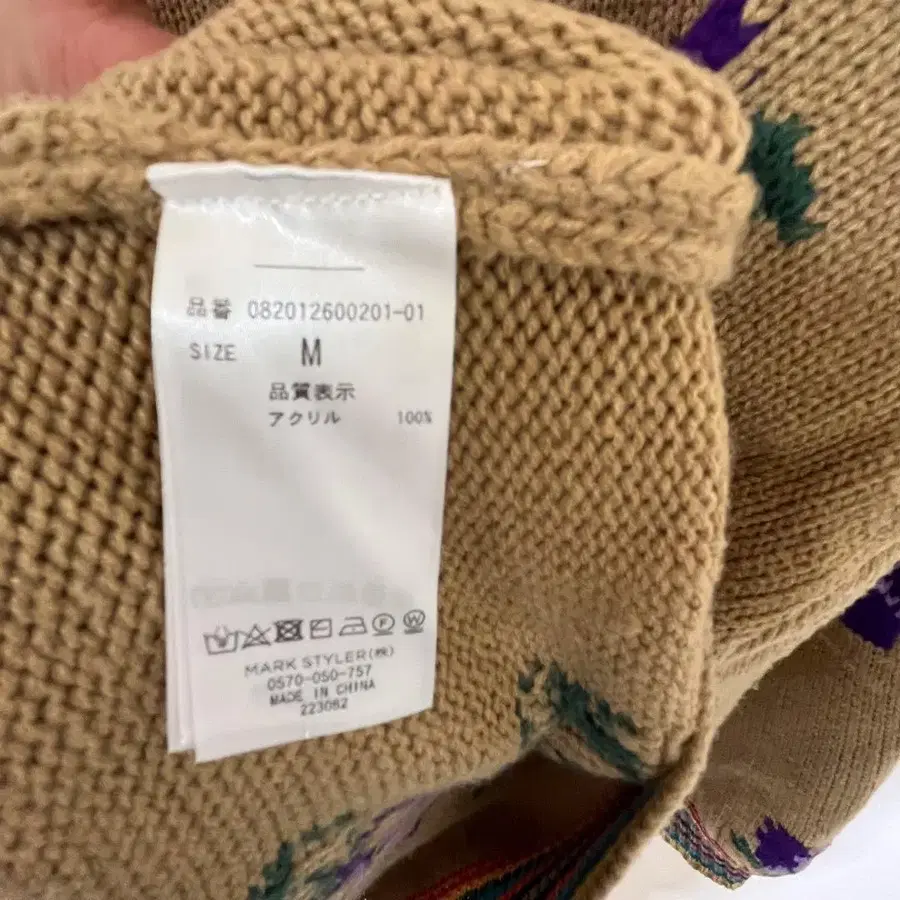 品番 082012600201-01
SIZE M
品質表示
アクリル 100%
MARK STYLER(株)
0570-050-757
MADE IN CHINA
223082